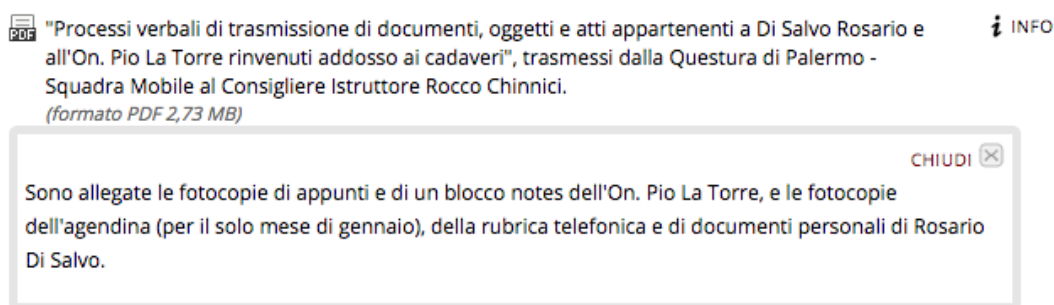 PDF "Processi verbali di trasmissione di documenti, oggetti e atti appartenenti a Di Salvo Rosario e i INFO
all'On. Pio La Torre rinvenuti addosso ai cadaveri", trasmessi dalla Questura di Palermo -
Squadra Mobile al Consigliere Istruttore Rocco Chinnici.
(formato PDF 2,73 MB)
CHIUDI
Sono allegate le fotocopie di appunti e di un blocco notes dell'On. Pio La Torre, e le fotocopie
dell'agendina (per il solo mese di gennaio), della rubrica telefonica e di documenti personali di Rosario
Di Salvo.